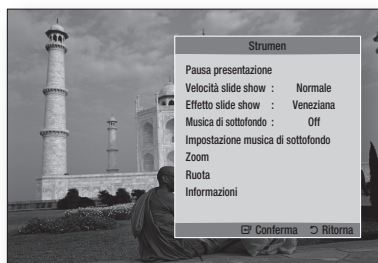 Strumen
Pausa presentazione
Velocità slide show : Normale
Effetto slide show : Veneziana
Musica di sottofondo : Off
Impostazione musica di sottofondo
Zoom
Ruota
Informazioni
Conferma Ritorna